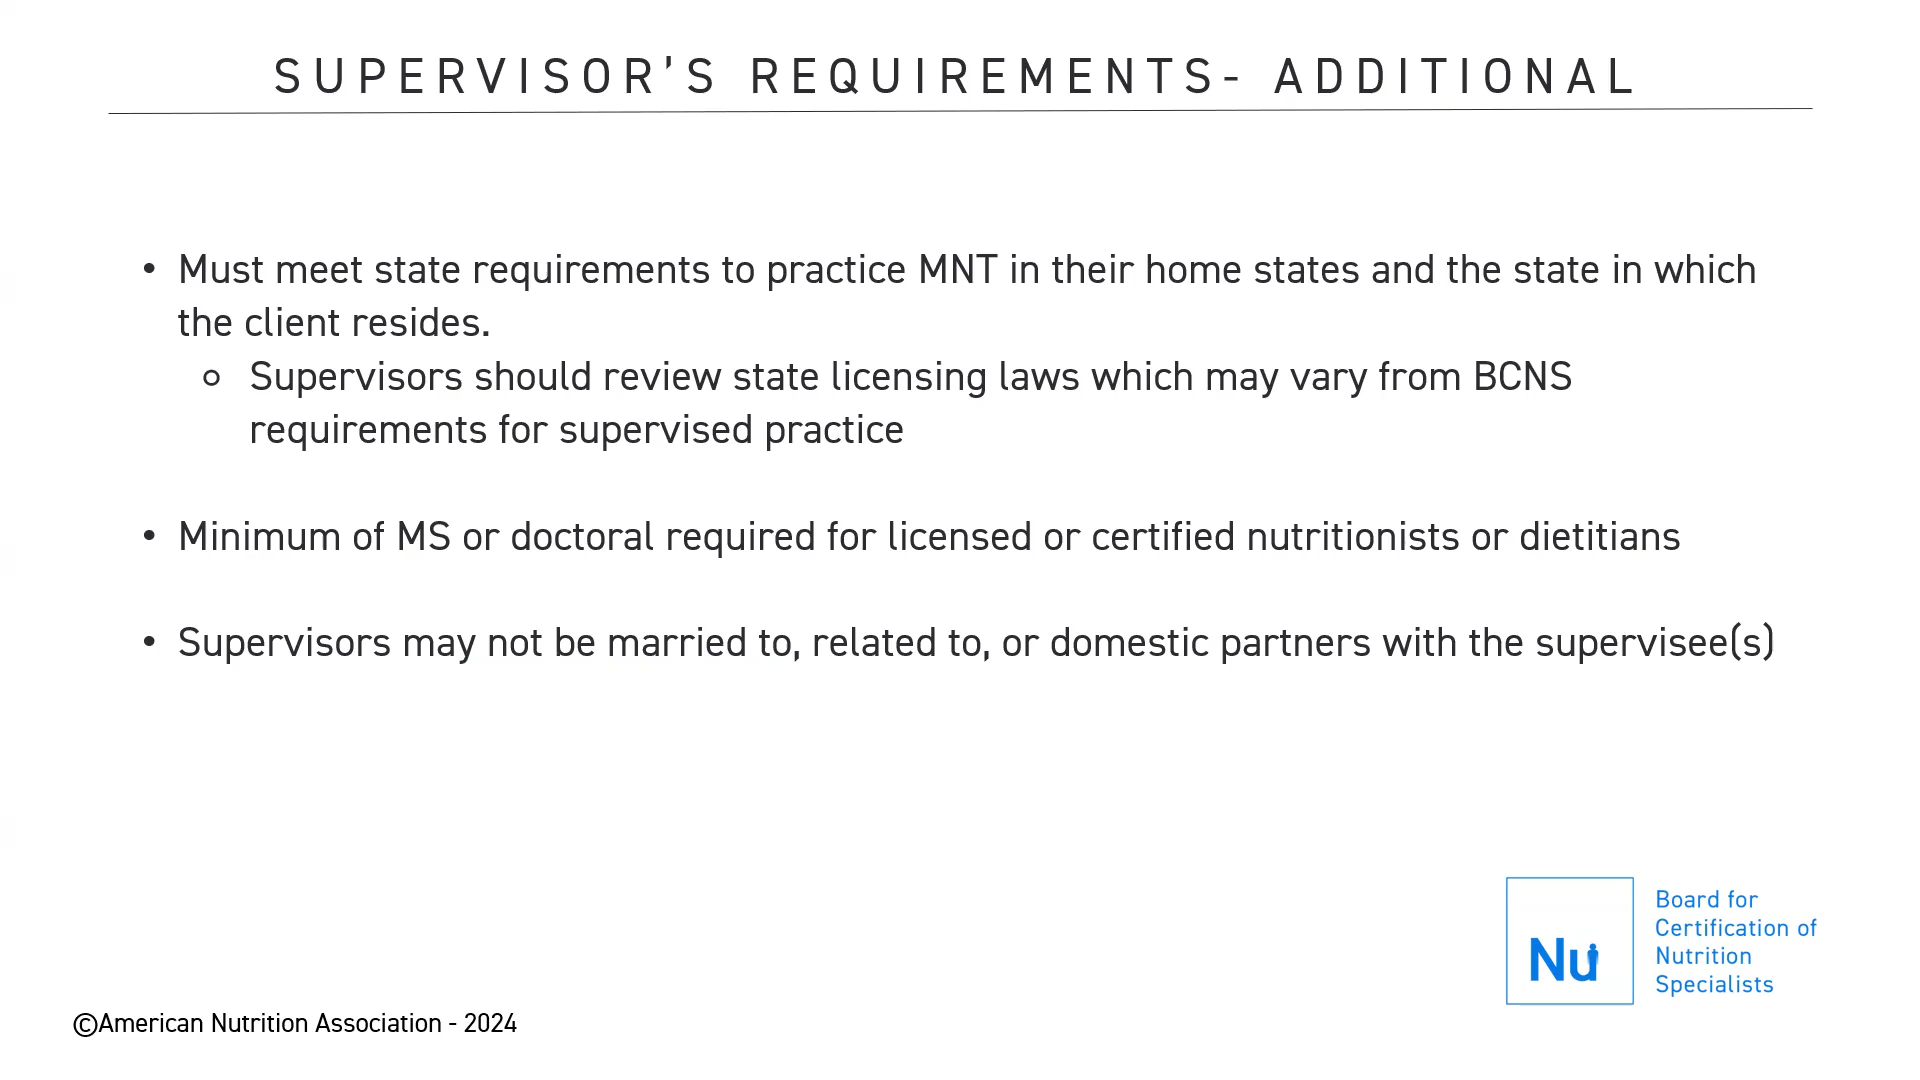 SUPERVISOR'S REQUIREMENTS- ADDITIONAL
• Must meet state requirements to practice MNT in their home states and the state in which
the client resides.
○ Supervisors should review state licensing laws which may vary from BCNS
requirements for supervised practice
• Minimum of MS or doctoral required for licensed or certified nutritionists or dietitians
• Supervisors may not be married to, related to, or domestic partners with the supervisee(s)
Nu
Board for
Certification of
Nutrition
Specialists
©American Nutrition Association - 2024